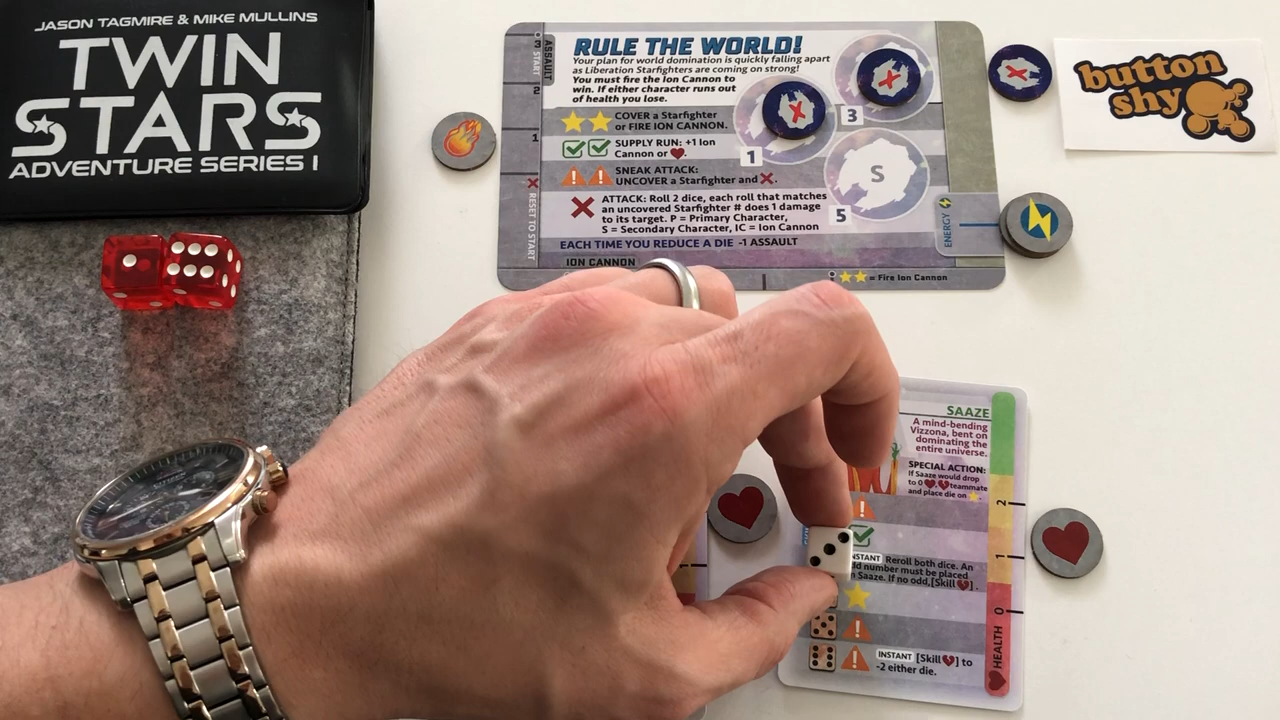 JASON TAGMIRE & MIKE MULLINS
TWIN
STARS
ADVENTURE SERIES I
ASSAULT
3
START
2
1
RESET TO START
RULE THE WORLD!
Your plan for world domination is quickly falling apart
as Liberation Starfighters are coming on strong!
You must fire the Ion Cannon to
win. If either character runs out
of health you lose.
COVER a Starfighter
or FIRE ION CANNON.
SUPPLY RUN: +1 Ion
Cannon or
SNEAK ATTACK:
UNCOVER a Starfighter and
ATTACK: Roll 2 dice, each roll that matches
an uncovered Starfighter # does 1 damage
to its target. P = Primary Character,
S = Secondary Character, IC = Ion Cannon
EACH TIME YOU REDUCE A DIE -1 ASSAULT
ION CANNON
= Fire Ion Cannon
1
3
5
S
ENERGY
button
shy
SAAZE
A mind-bending
Vizzona, bent on
dominating the
entire universe.
SPECIAL ACTION:
If Saaze would drop
to 0, teammate
and place die on
INSTANT Reroll both dice. An
odd number must be placed
on Saaze. If no odd, [Skill].
INSTANT [Skill] to
-2 either die.
2
1
0
HEALTH
1